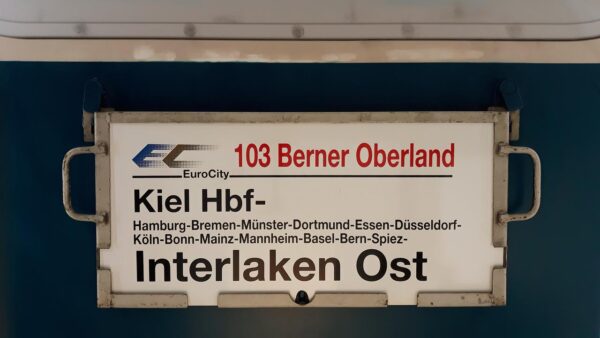 EC 103 Berner Oberland
EuroCity
Kiel Hbf-
Hamburg-Bremen-Münster-Dortmund-Essen-Düsseldorf-
Köln-Bonn-Mainz-Mannheim-Basel-Bern-Spiez-
Interlaken Ost